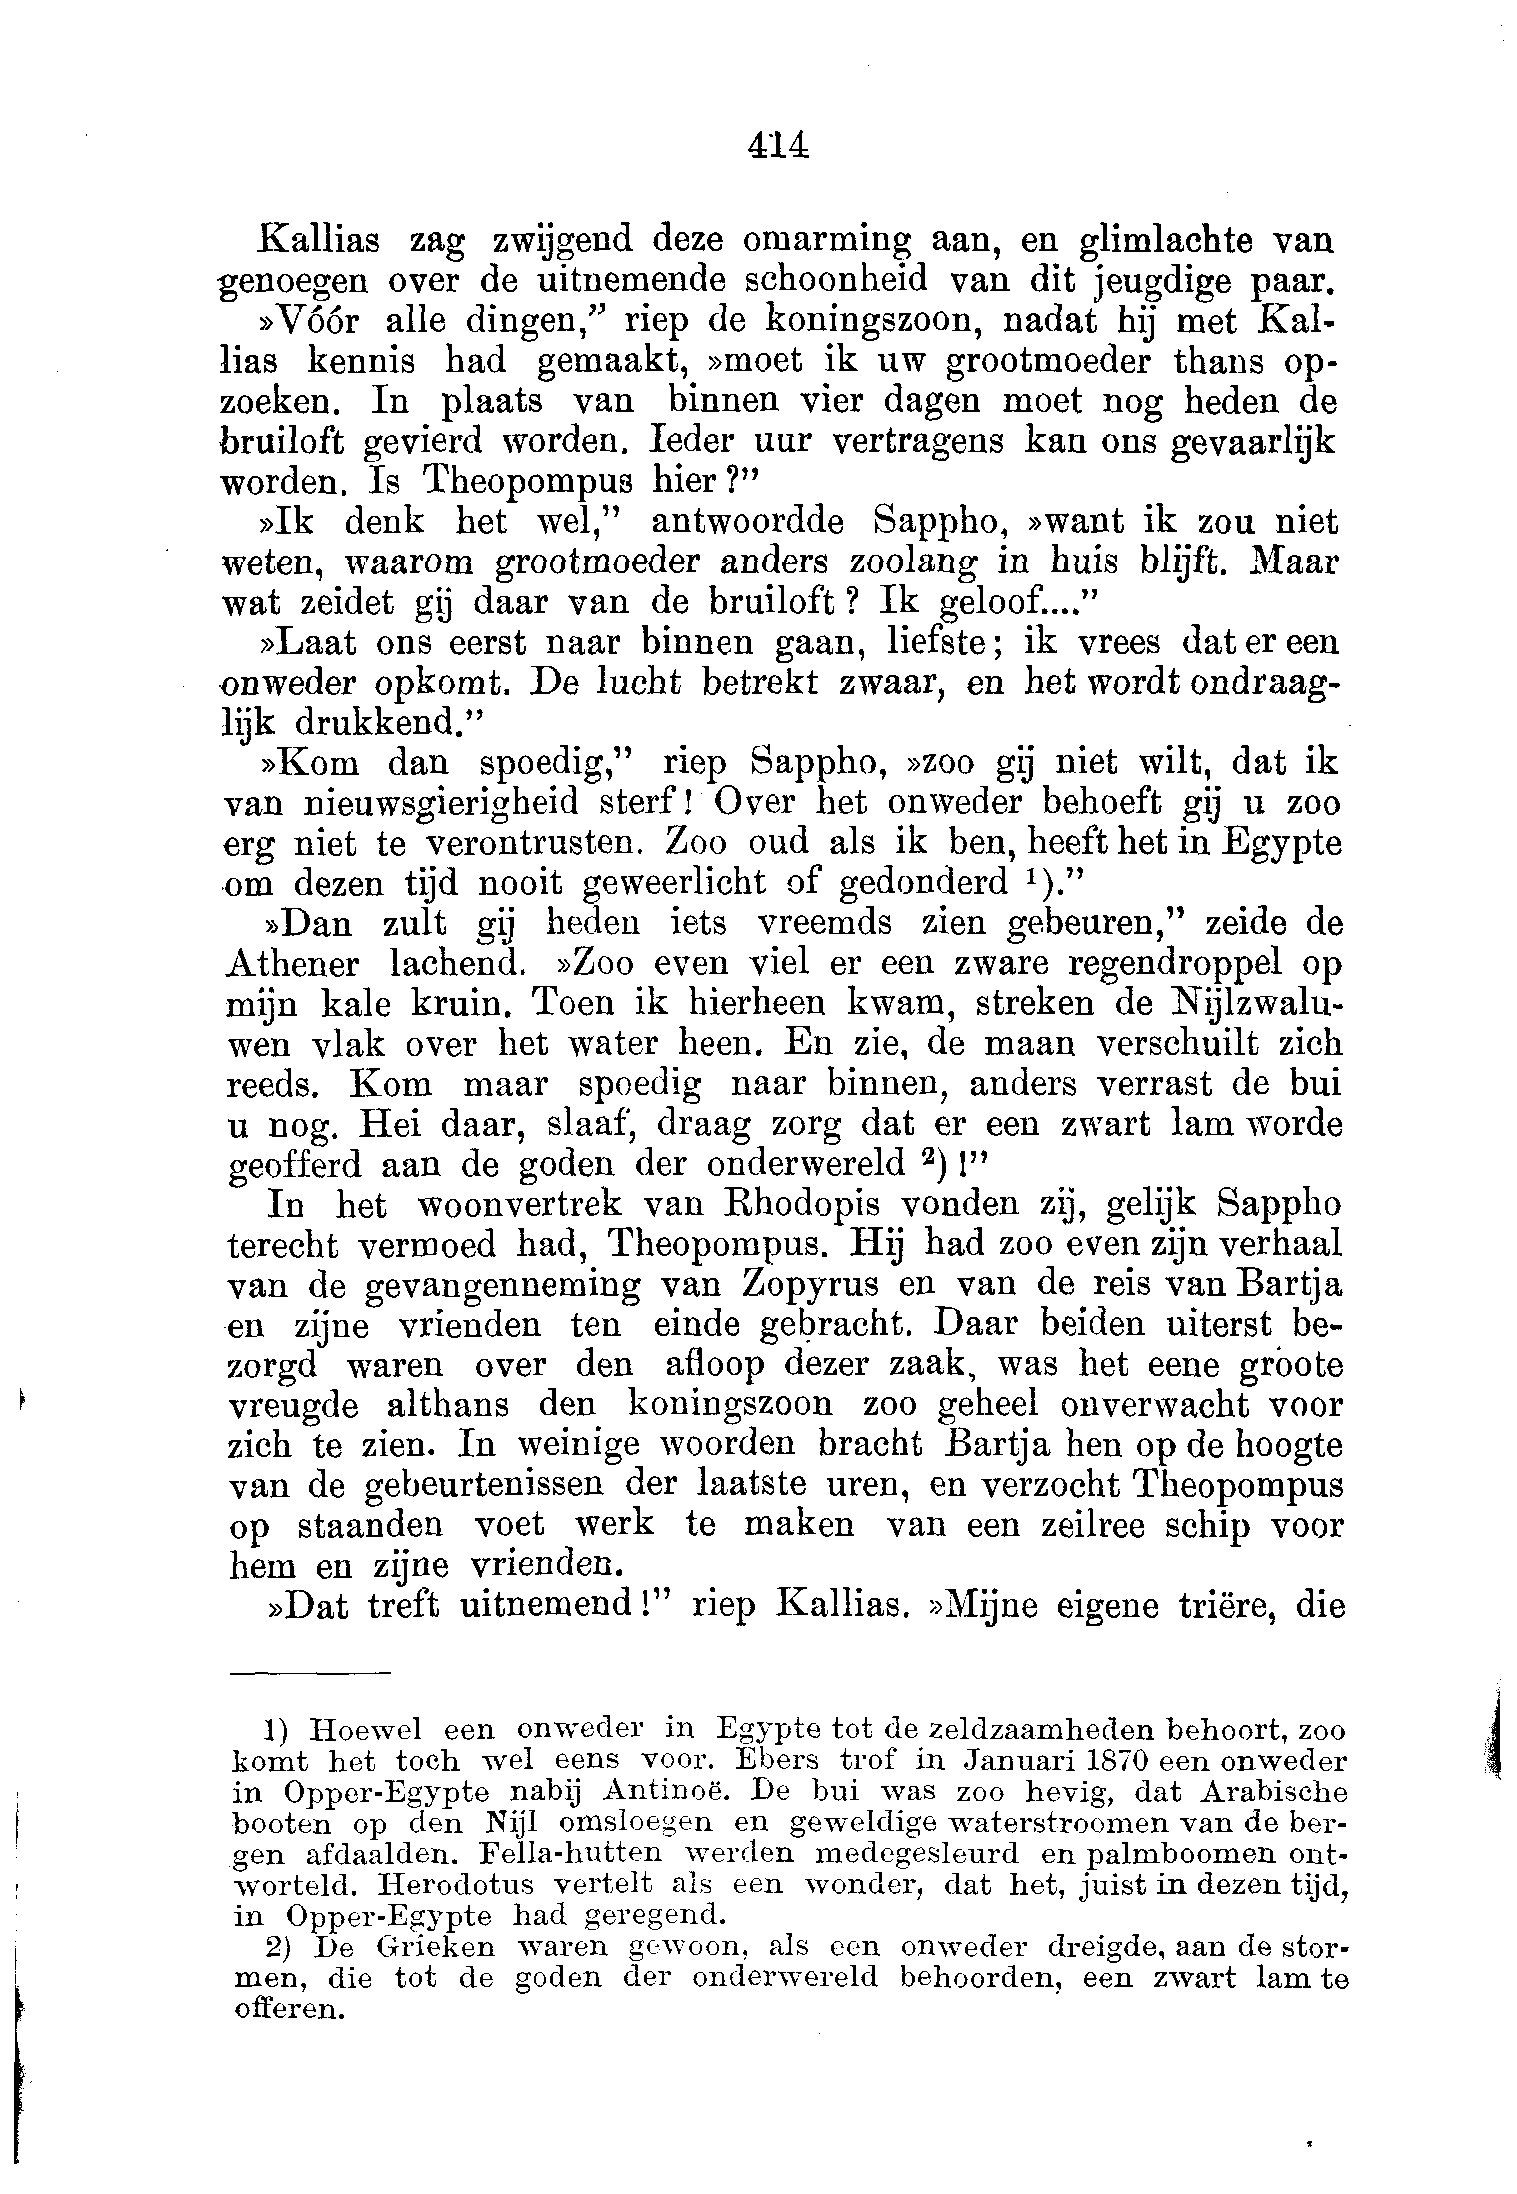 414
Kallias zag zwijgend deze omarming aan, en glimlachte van
genoegen over de uitnemende schoonheid van dit jeugdige paar.
»Vóór alle dingen,” riep de koningszoon, nadat hij met Kal-
lias kennis had gemaakt, »moet ik uw grootmoeder thans op-
zoeken. In plaats van binnen vier dagen moet nog heden de
bruiloft gevierd worden. Ieder uur vertragens kan ons gevaarlijk
worden. Is Theopompus hier?”
»Ik denk het wel,” antwoordde Sappho, »want ik zou niet
weten, waarom grootmoeder anders zoolang in huis blijft. Maar
wat zeidet gij daar van de bruiloft? Ik geloof....”
»Laat ons eerst naar binnen gaan, liefste; ik vrees dat er een
onweder opkomt. De lucht betrekt zwaar, en het wordt ondraag-
lijk drukkend.”
»Kom dan spoedig,” riep Sappho, »zoo gij niet wilt, dat ik
van nieuwsgierigheid sterf! Over het onweder behoeft gij u zoo
erg niet te verontrusten. Zoo oud als ik ben, heeft het in Egypte
om dezen tijd nooit geweerlicht of gedonderd ¹).”
»Dan zult gij heden iets vreemds zien gebeuren,” zeide de
Athener lachend. »Zoo even viel er een zware regendroppel op
mijn kale kruin. Toen ik hierheen kwam, streken de Nijlzwalu-
wen vlak over het water heen. En zie, de maan verschuilt zich
reeds. Kom maar spoedig naar binnen, anders verrast de bui
u nog. Hei daar, slaaf, draag zorg dat er een zwart lam worde
geofferd aan de goden der onderwereld ²)!”
In het woonvertrek van Rhodopis vonden zij, gelijk Sappho
terecht vermoed had, Theopompus. Hij had zoo even zijn verhaal
van de gevangenneming van Zopyrus en van de reis van Bartja
en zijne vrienden ten einde gebracht. Daar beiden uiterst be-
zorgd waren over den afloop dezer zaak, was het eene groote
vreugde althans den koningszoon zoo geheel onverwacht voor
zich te zien. In weinige woorden bracht Bartja hen op de hoogte
van de gebeurtenissen der laatste uren, en verzocht Theopompus
op staanden voet werk te maken van een zeilree schip voor
hem en zijne vrienden.
»Dat treft uitnemend!” riep Kallias. »Mijne eigene triëre, die
1) Hoewel een onweder in Egypte tot de zeldzaamheden behoort, zoo
komt het toch wel eens voor. Ebers trof in Januari 1870 een onweder
in Opper-Egypte nabij Antinoë. De bui was zoo hevig, dat Arabische
booten op den Nijl omsloegen en geweldige waterstroomen van de ber-
gen afdaalden. Fella-hutten werden medegesleurd en palmboomen ont-
worteld. Herodotus vertelt als een wonder, dat het, juist in dezen tijd,
in Opper-Egypte had geregend.
2) De Grieken waren gewoon, als een onweder dreigde, aan de stor-
men, die tot de goden der onderwereld behoorden, een zwart lam te
offeren.